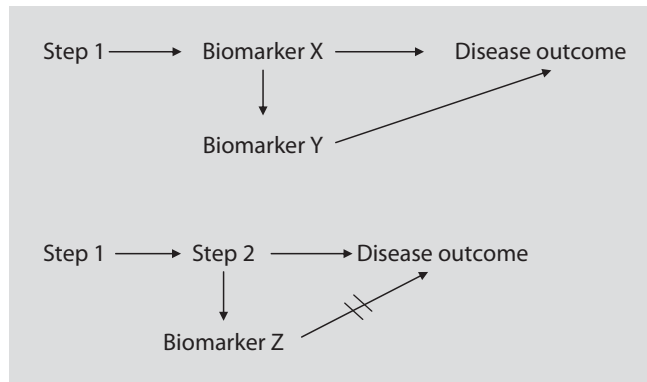 Step 1 Biomarker X Disease outcome
Biomarker Y
Step 1 Step 2 Disease outcome
Biomarker Z